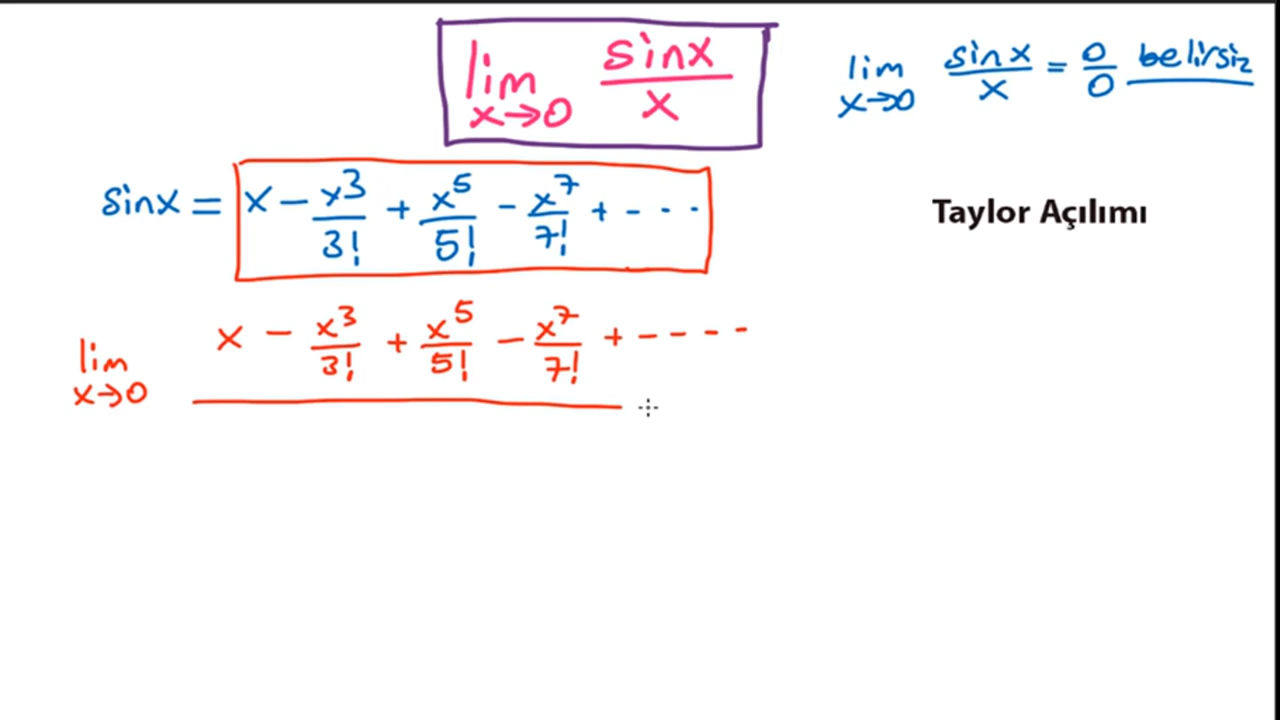 lim x→0 sinx/x
lim x→0 sinx/x = 0/0 belirsiz
sinx = x - x³/3! + x⁵/5! - x⁷/7! + - - -
Taylor Açılımı
lim x→0 x - x³/3! + x⁵/5! - x⁷/7! + - - - -